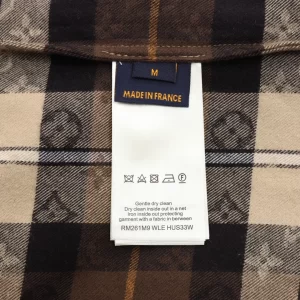 M
MADE IN FRANCE
Gentle dry clean
Dry clean inside out in a net
Iron inside out protecting
garment with a fabric in between
RM261M9 WLE HUS33W